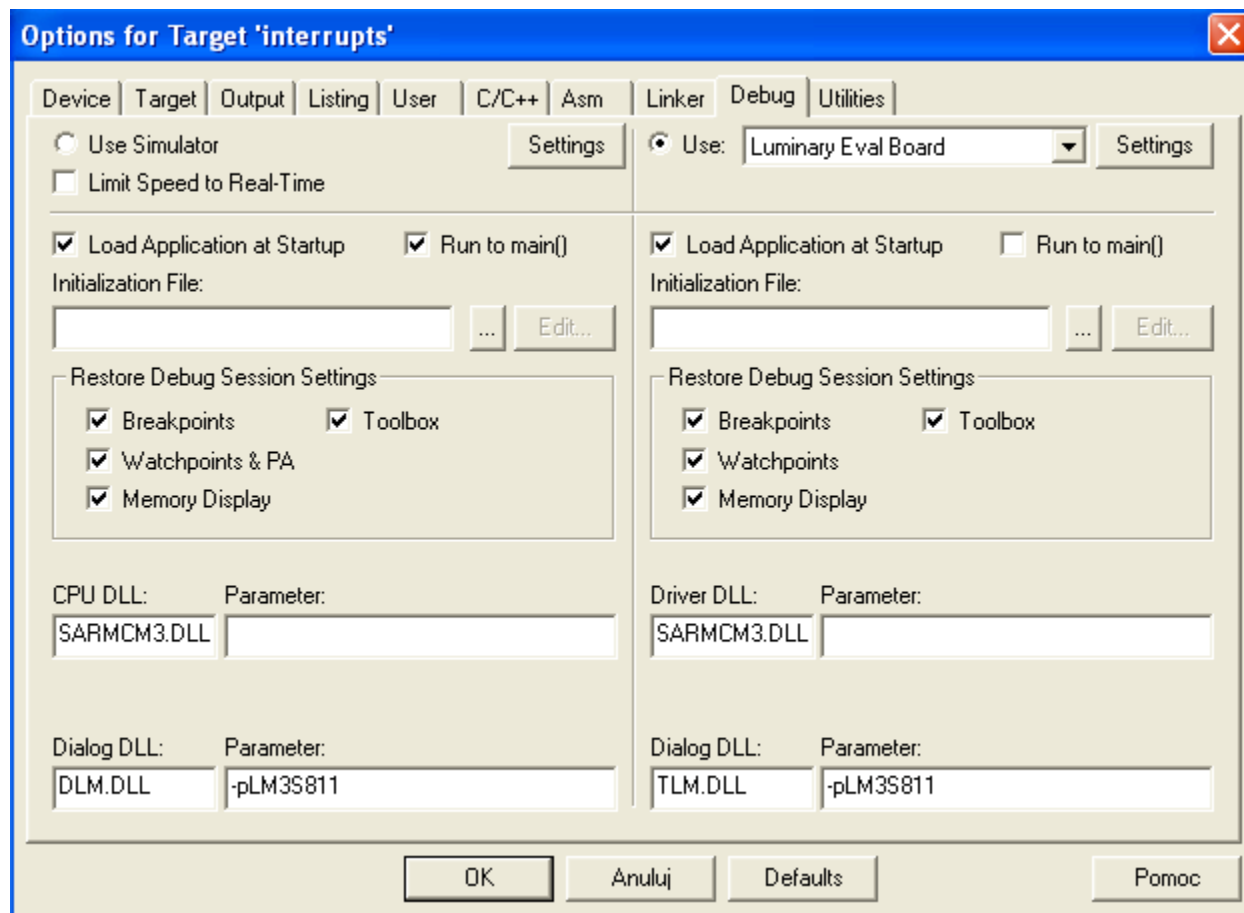 Options for Target 'interrupts'
Device Target Output Listing User C/C++ Asm Linker Debug Utilities
Use Simulator Settings
Limit Speed to Real-Time
Use: Luminary Eval Board Settings
Load Application at Startup Run to main()
Initialization File:
... Edit...
Restore Debug Session Settings
Breakpoints Toolbox
Watchpoints & PA
Memory Display
CPU DLL: Parameter:
SARMCM3.DLL
Dialog DLL: Parameter:
DLM.DLL -pLM3S811
Load Application at Startup Run to main()
Initialization File:
... Edit...
Restore Debug Session Settings
Breakpoints Toolbox
Watchpoints
Memory Display
Driver DLL: Parameter:
SARMCM3.DLL
Dialog DLL: Parameter:
TLM.DLL -pLM3S811
OK Anuluj Defaults Pomoc